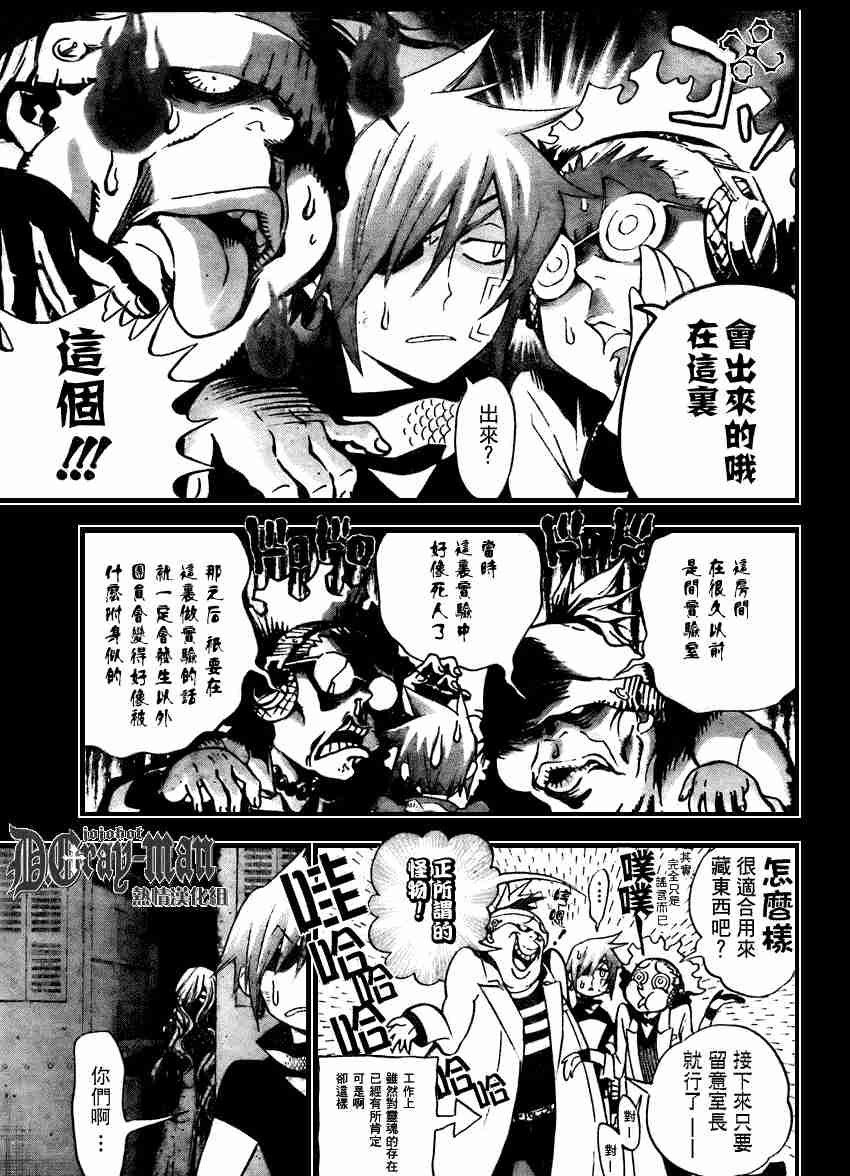 會出來的哦
在這裏
出來?
這個!!!
這房間
在很久以前
是間實驗室
當時
這裏實驗中
好像死人了
那之后 祇要在
這裏做實驗的話
就一定會發生以外
團員會變得好像被
什麼附身似的
怎麼樣
很適合用來
藏東西吧?
其實
完全只是
謠言而已
噗噗
…
正所謂的
怪物!
哇哈哈哈哈哈
接下來只要
留意室長
就行了——
對
對
工作上
雖然對靈魂的存在
已經有所肯定
可是啊
卻這樣
你們啊…
jojohot
D.Gray-man
熱情漢化組